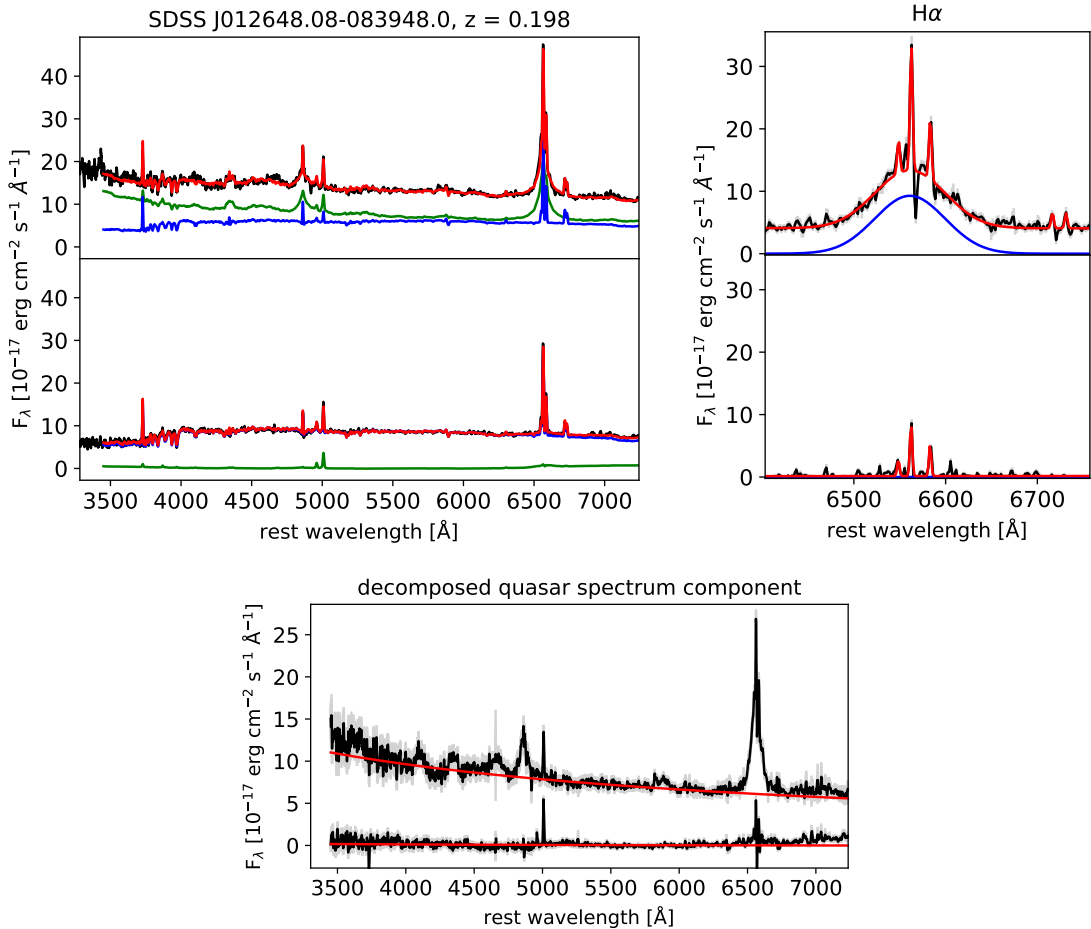 SDSS J012648.08-083948.0, z = 0.198
Hα
40
30
20
10
0
F_λ [10⁻¹⁷ erg cm⁻² s⁻¹ Å⁻¹]
40
30
20
10
0
3500 4000 4500 5000 5500 6000 6500 7000
rest wavelength [Å]
30
20
10
0
F_λ [10⁻¹⁷ erg cm⁻² s⁻¹ Å⁻¹]
30
20
10
0
6500 6600 6700
rest wavelength [Å]
decomposed quasar spectrum component
25
20
15
10
5
0
F_λ [10⁻¹⁷ erg cm⁻² s⁻¹ Å⁻¹]
3500 4000 4500 5000 5500 6000 6500 7000
rest wavelength [Å]